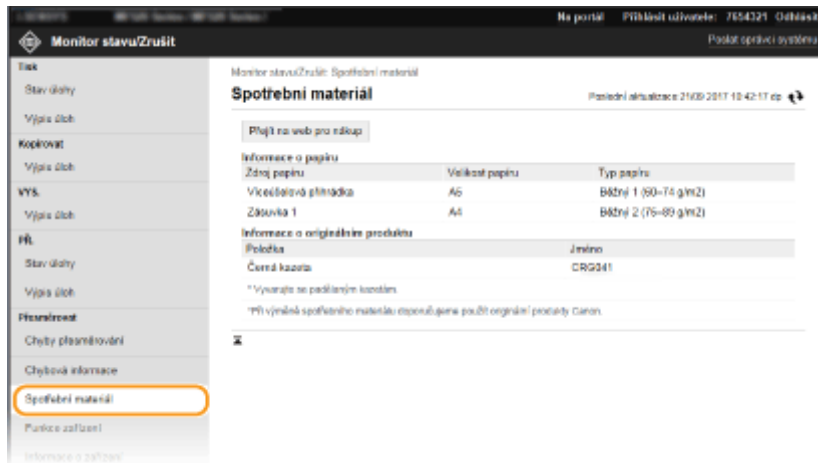 Na portál Přihlásit uživatele: 7654321 Odhlásit
Monitor stavu/Zrušit
Poslat správci systému
Tisk
Stav úlohy
Výpis úloh
Kopírovat
Výpis úloh
VYS.
Výpis úloh
PŘ.
Stav úlohy
Výpis úloh
Přesměrovat
Chyby přesměrování
Chybová informace
Spotřební materiál
Funkce zařízení
Informace o zařízení
Monitor stavu/Zrušit: Spotřební materiál
Spotřební materiál
Poslední aktualizace 21/09 2017 10:42:17 dp
Přejít na web pro nákup
Informace o papíru
Zdroj papíru Velikost papíru Typ papíru
Víceúčelová přihrádka A5 Běžný 1 (60–74 g/m2)
Zásuvka 1 A4 Běžný 2 (75–89 g/m2)
Informace o originálním produktu
Položka Jméno
Černá kazeta CRG041
* Vyvarujte se padělaným kazetám.
*Při výměně spotřebního materiálu doporučujeme použít originální produkty Canon.